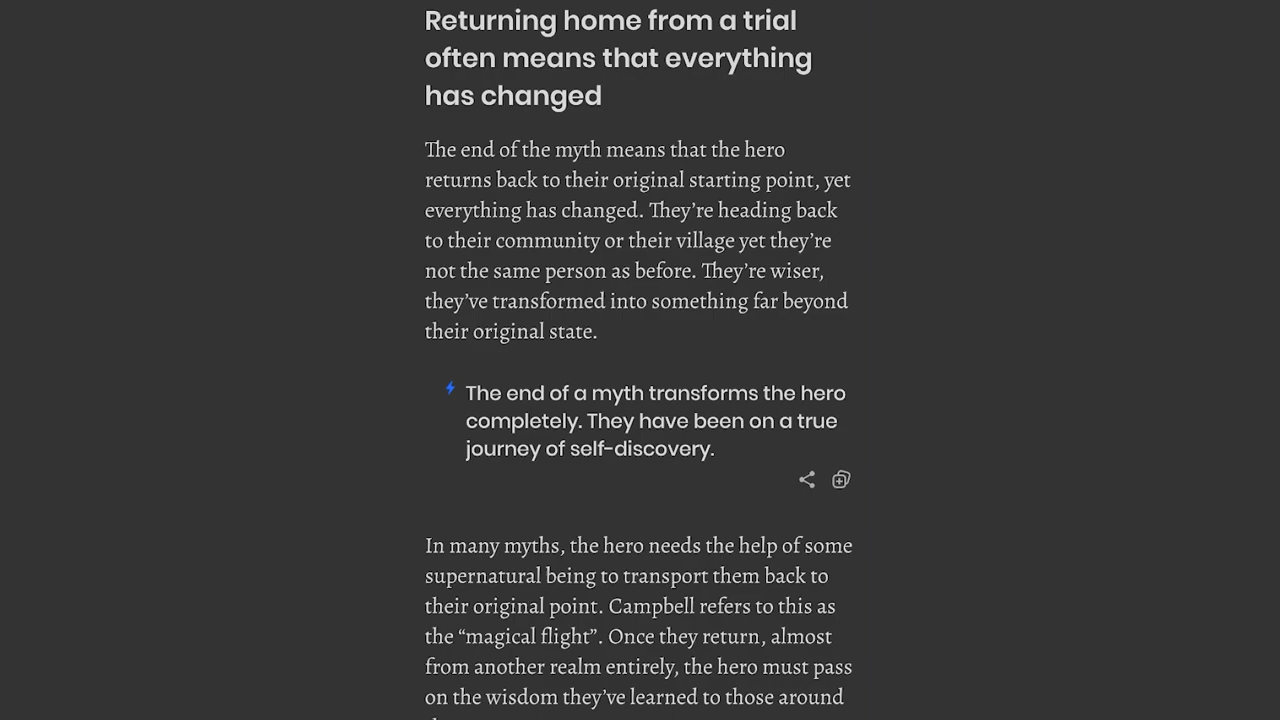 Returning home from a trial
often means that everything
has changed
The end of the myth means that the hero
returns back to their original starting point, yet
everything has changed. They’re heading back
to their community or their village yet they’re
not the same person as before. They’re wiser,
they’ve transformed into something far beyond
their original state.
The end of a myth transforms the hero
completely. They have been on a true
journey of self-discovery.
In many myths, the hero needs the help of some
supernatural being to transport them back to
their original point. Campbell refers to this as
the “magical flight”. Once they return, almost
from another realm entirely, the hero must pass
on the wisdom they’ve learned to those around